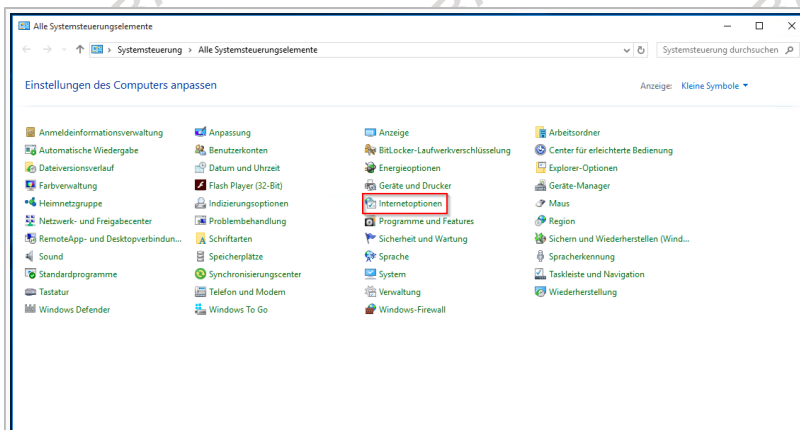 Alle Systemsteuerungselemente
Systemsteuerung › Alle Systemsteuerungselemente
Systemsteuerung durchsuchen
Einstellungen des Computers anpassen
Anzeige: Kleine Symbole
Anmeldeinformationsverwaltung Anpassung Anzeige Arbeitsordner
Automatische Wiedergabe Benutzerkonten BitLocker-Laufwerkverschlüsselung Center für erleichterte Bedienung
Dateiversionsverlauf Datum und Uhrzeit Energieoptionen Explorer-Optionen
Farbverwaltung Flash Player (32-Bit) Geräte und Drucker Geräte-Manager
Heimnetzgruppe Indizierungsoptionen Internetoptionen Maus
Netzwerk- und Freigabecenter Problembehandlung Programme und Features Region
RemoteApp- und Desktopverbindun... Schriftarten Sicherheit und Wartung Sichern und Wiederherstellen (Wind...
Sound Speicherplätze Sprache Spracherkennung
Standardprogramme Synchronisierungscenter System Taskleiste und Navigation
Tastatur Telefon und Modem Verwaltung Wiederherstellung
Windows Defender Windows To Go Windows-Firewall